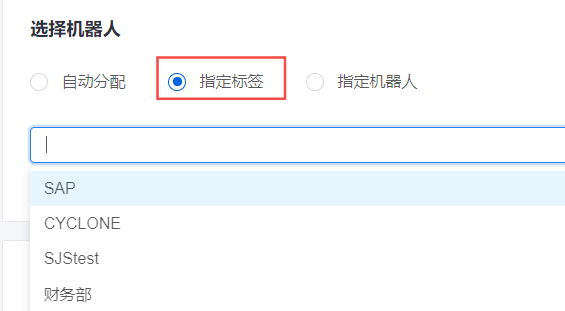 选择机器人
自动分配 指定标签 指定机器人
SAP
CYCLONE
SJStest
财务部